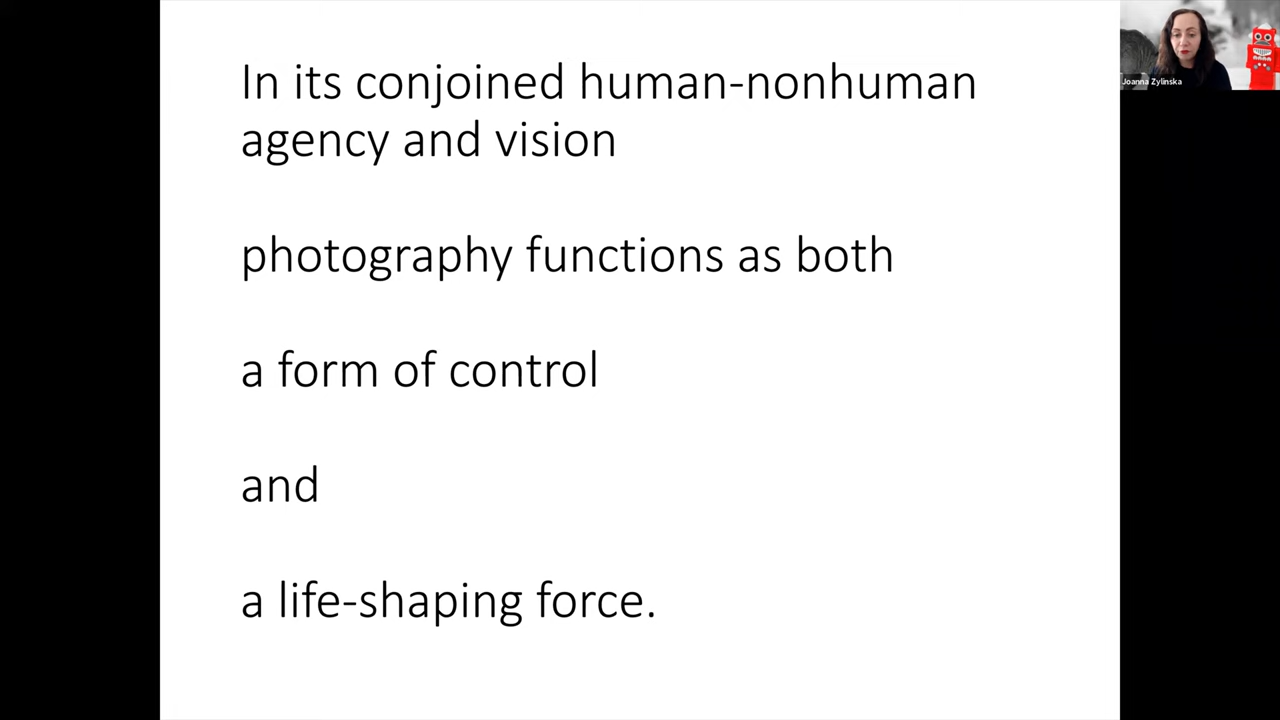 In its conjoined human-nonhuman
agency and vision
photography functions as both
a form of control
and
a life-shaping force.
Joanna Zylinska